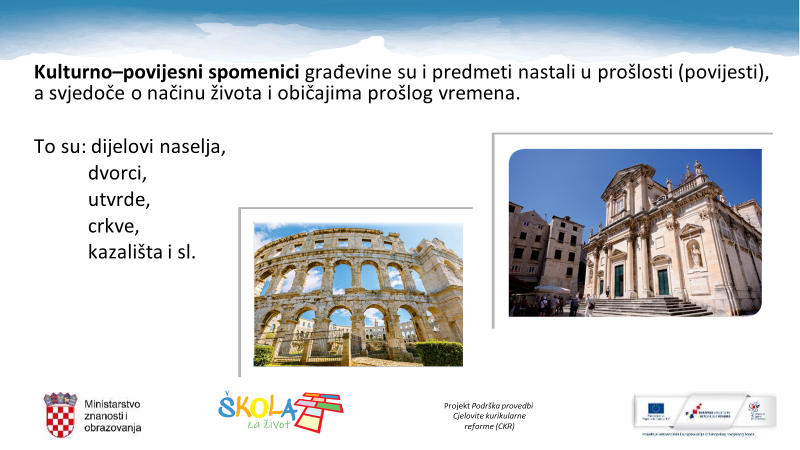 Kulturno–povijesni spomenici građevine su i predmeti nastali u prošlosti (povijesti),
a svjedoče o načinu života i običajima prošlog vremena.
To su: dijelovi naselja,
dvorci,
utvrde,
crkve,
kazališta i sl.
Ministarstvo
znanosti i
obrazovanja
ŠKOLA
za život
Projekt Podrška provedbi
Cjelovite kurikularne
reforme (CKR)